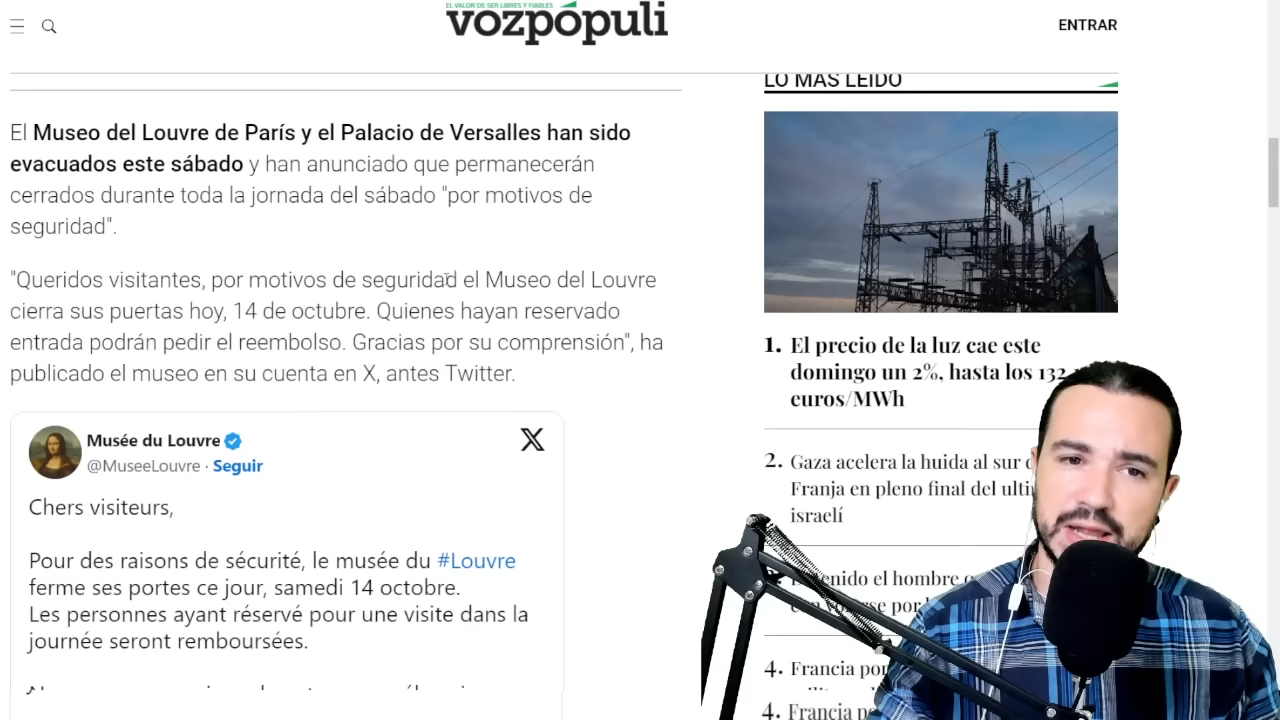 EL VALOR DE SER LIBRES Y FIABLES
vozpópuli
ENTRAR
El Museo del Louvre de París y el Palacio de Versalles han sido
evacuados este sábado y han anunciado que permanecerán
cerrados durante toda la jornada del sábado "por motivos de
seguridad".
"Queridos visitantes, por motivos de seguridad el Museo del Louvre
cierra sus puertas hoy, 14 de octubre. Quienes hayan reservado
entrada podrán pedir el reembolso. Gracias por su comprensión", ha
publicado el museo en su cuenta en X, antes Twitter.
Musée du Louvre
@MuseeLouvre · Seguir
Chers visiteurs,
Pour des raisons de sécurité, le musée du #Louvre
ferme ses portes ce jour, samedi 14 octobre.
Les personnes ayant réservé pour une visite dans la
journée seront remboursées.
LO MÁS LEÍDO
1. El precio de la luz cae este
domingo un 2%, hasta los 132
euros/MWh
2. Gaza acelera la huida al sur
Franja en pleno final del
israelí
el hombre
por
4. Francia
4. Francia